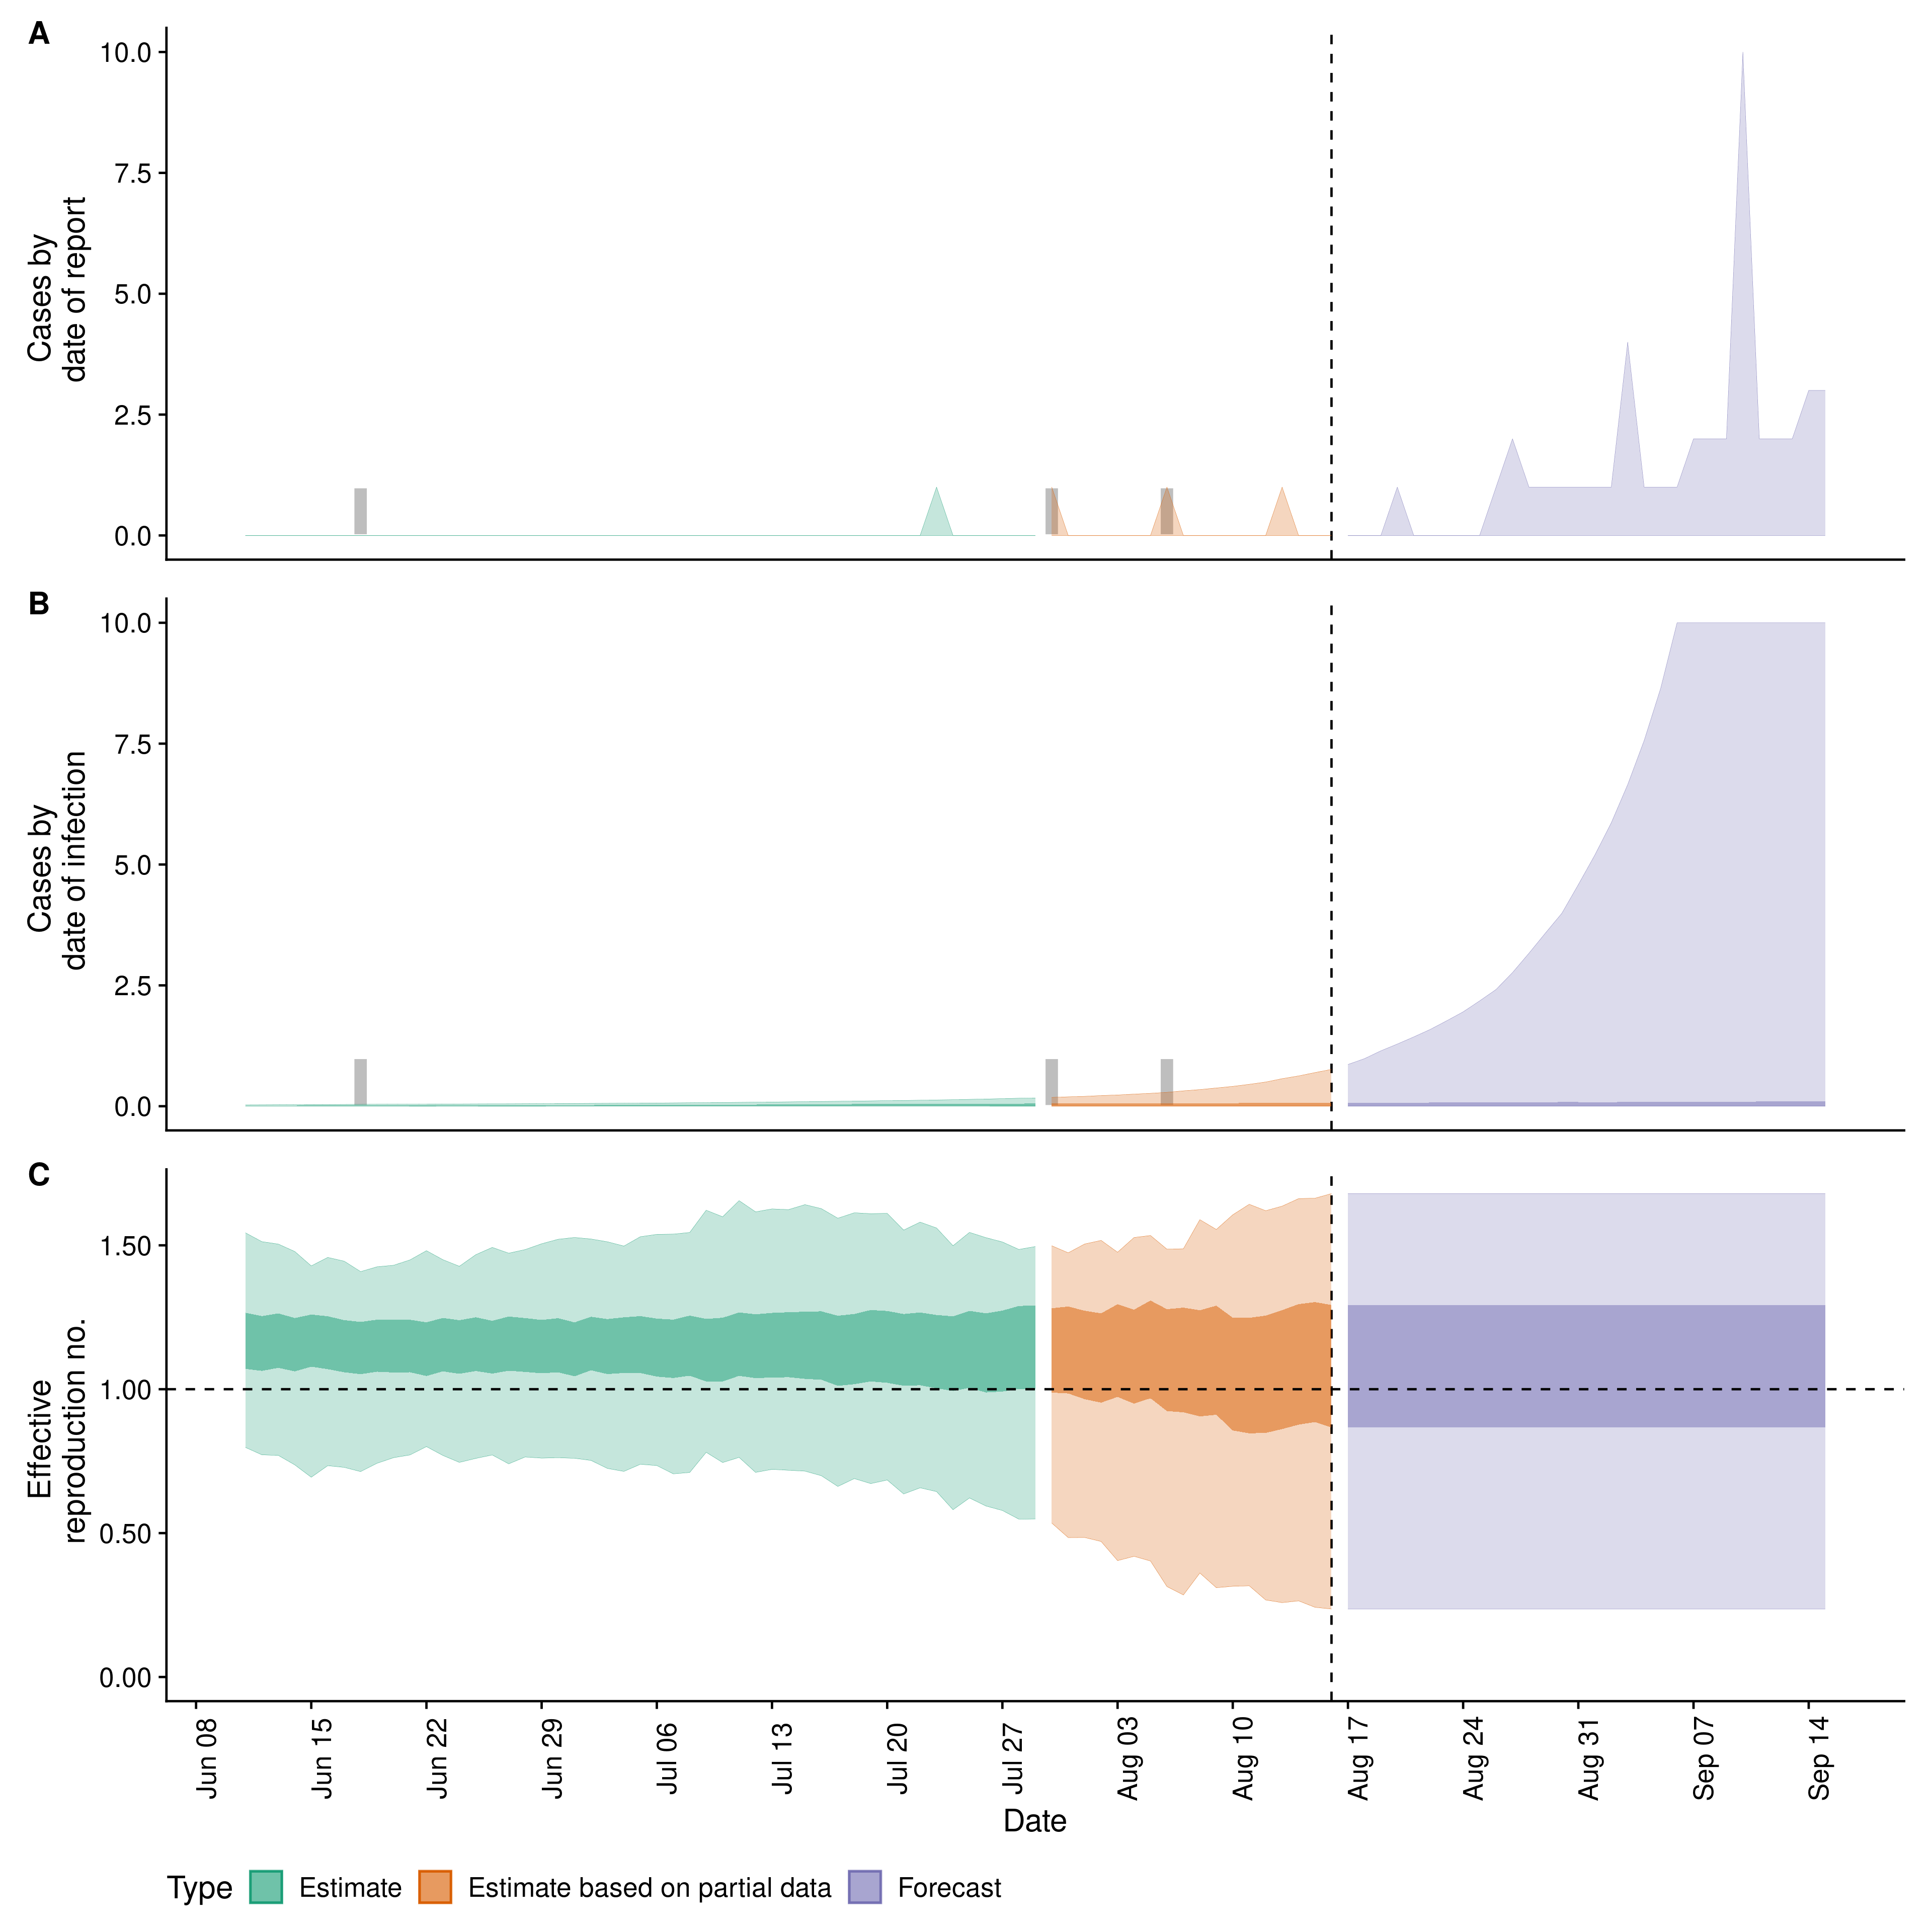 A
Cases by
date of report
10.0
7.5
5.0
2.5
0.0
B
Cases by
date of infection
10.0
7.5
5.0
2.5
0.0
C
Effective
reproduction no.
1.50
1.00
0.50
0.00
Jun 08
Jun 15
Jun 22
Jun 29
Jul 06
Jul 13
Jul 20
Jul 27
Aug 03
Aug 10
Aug 17
Aug 24
Aug 31
Sep 07
Sep 14
Date
Type Estimate Estimate based on partial data Forecast